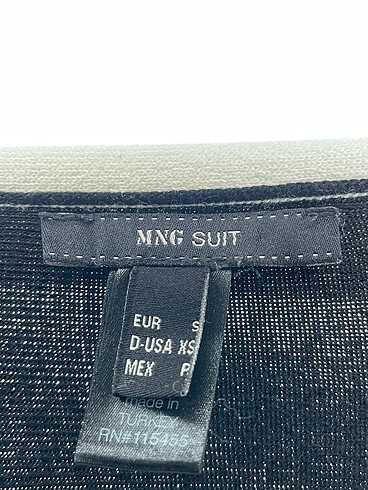 MNG SUIT
EUR S
D-USA XS
MEX P
made in
TURKEY
RN#115455